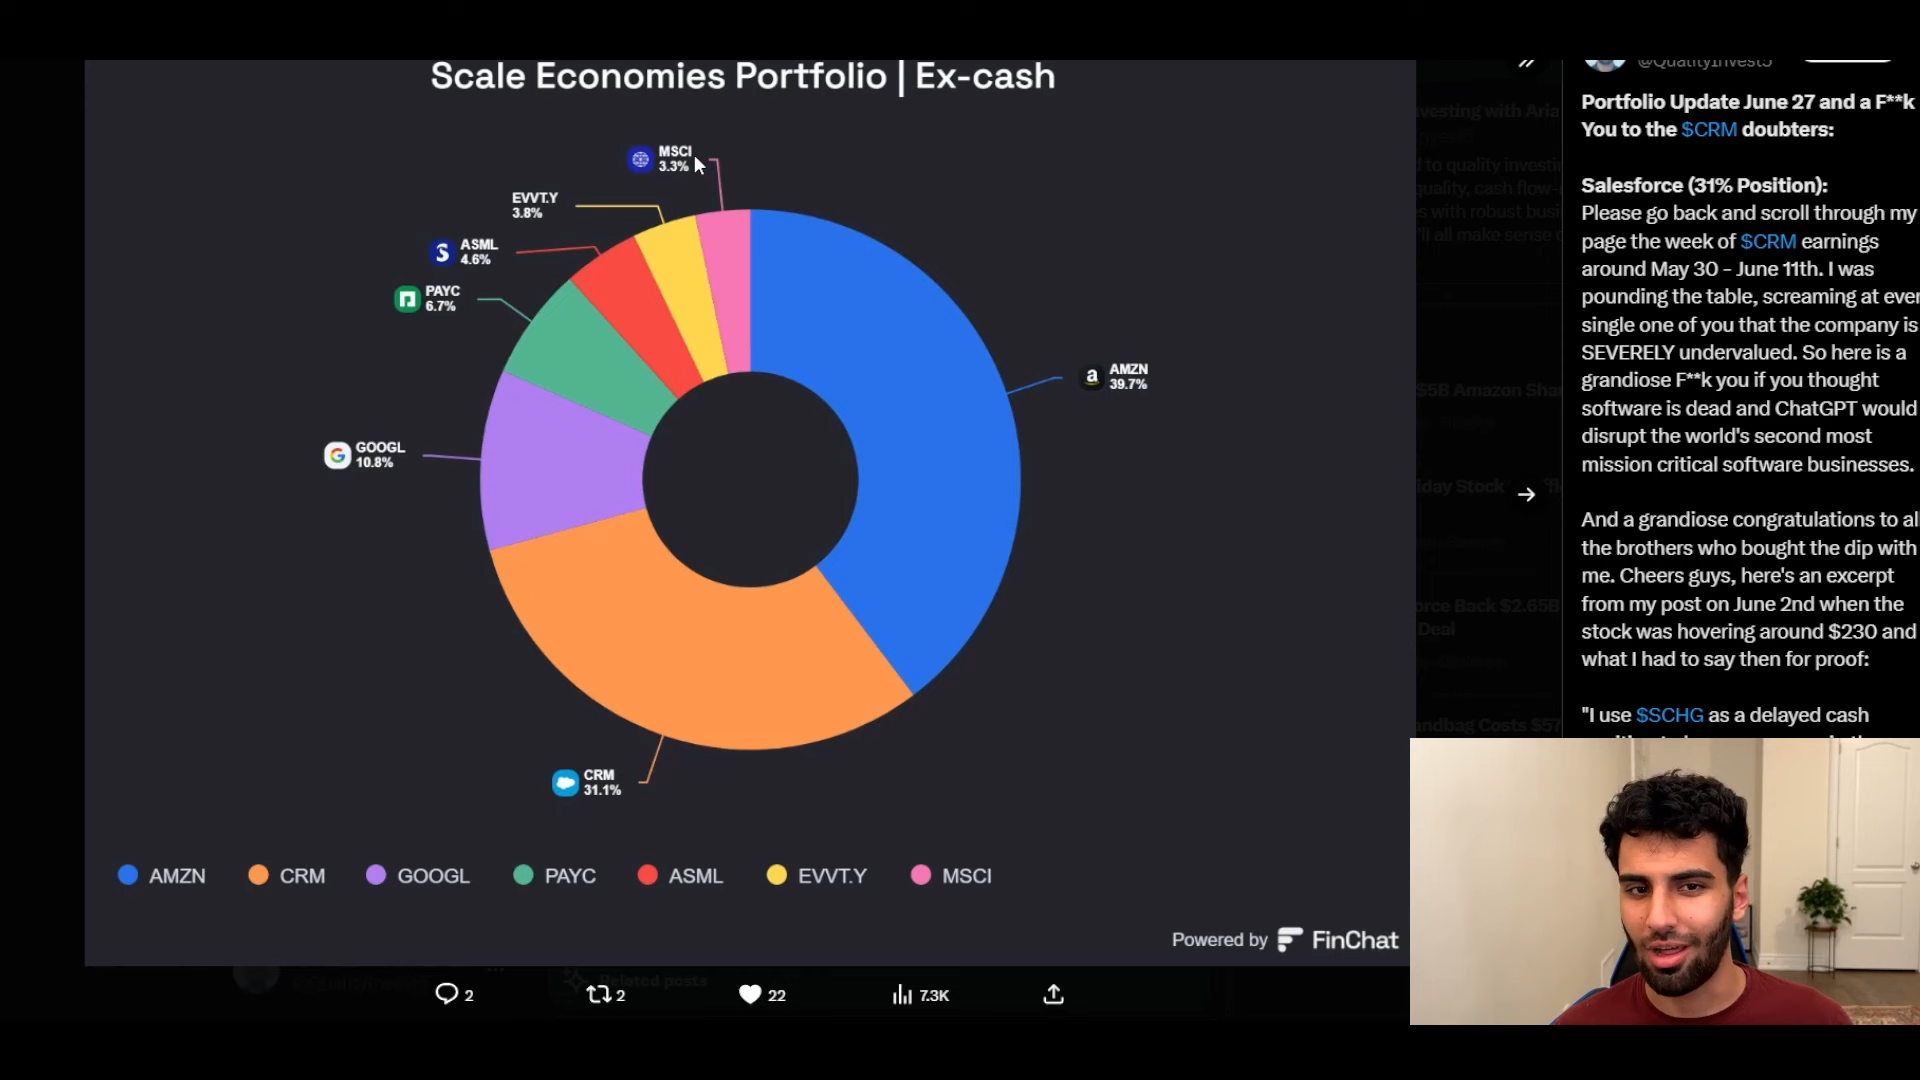 Scale Economies Portfolio | Ex-cash
MSCI
3.3%
EVVT.Y
3.8%
ASML
4.6%
PAYC
6.7%
AMZN
39.7%
GOOGL
10.8%
CRM
31.1%
AMZN
CRM
GOOGL
PAYC
ASML
EVVT.Y
MSCI
Powered by FinChat
2
2
22
7.3K
Related posts
@QualityInvest5
Portfolio Update June 27 and a F**k
You to the $CRM doubters:
Salesforce (31% Position):
Please go back and scroll through my
page the week of $CRM earnings
around May 30 - June 11th. I was
pounding the table, screaming at ever
single one of you that the company is
SEVERELY undervalued. So here is a
grandiose F**k you if you thought
software is dead and ChatGPT would
disrupt the world's second most
mission critical software businesses.
And a grandiose congratulations to all
the brothers who bought the dip with
me. Cheers guys, here's an excerpt
from my post on June 2nd when the
stock was hovering around $230 and
what I had to say then for proof:
"I use $SCHG as a delayed cash